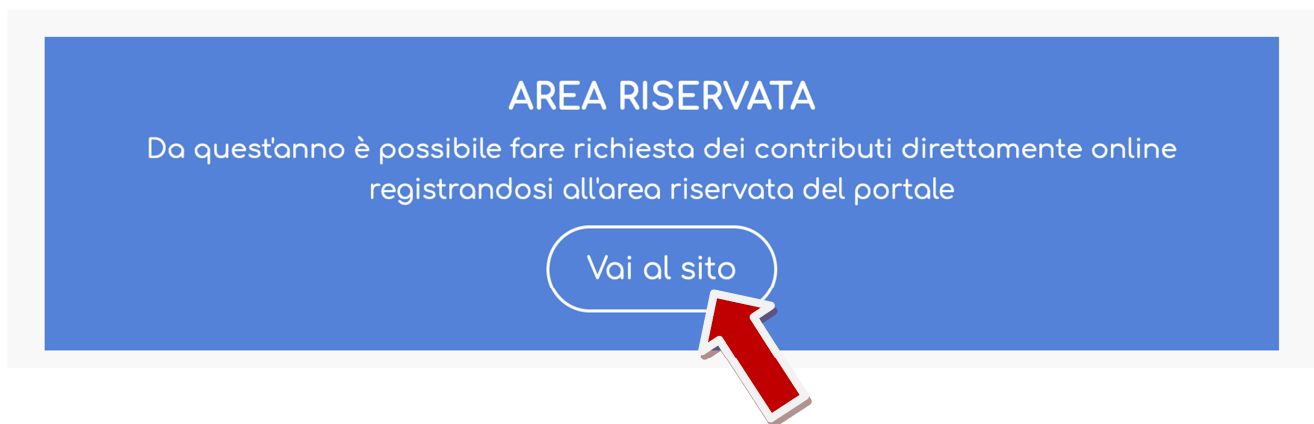 AREA RISERVATA
Da quest'anno è possibile fare richiesta dei contributi direttamente online
registrandosi all'area riservata del portale
Vai al sito